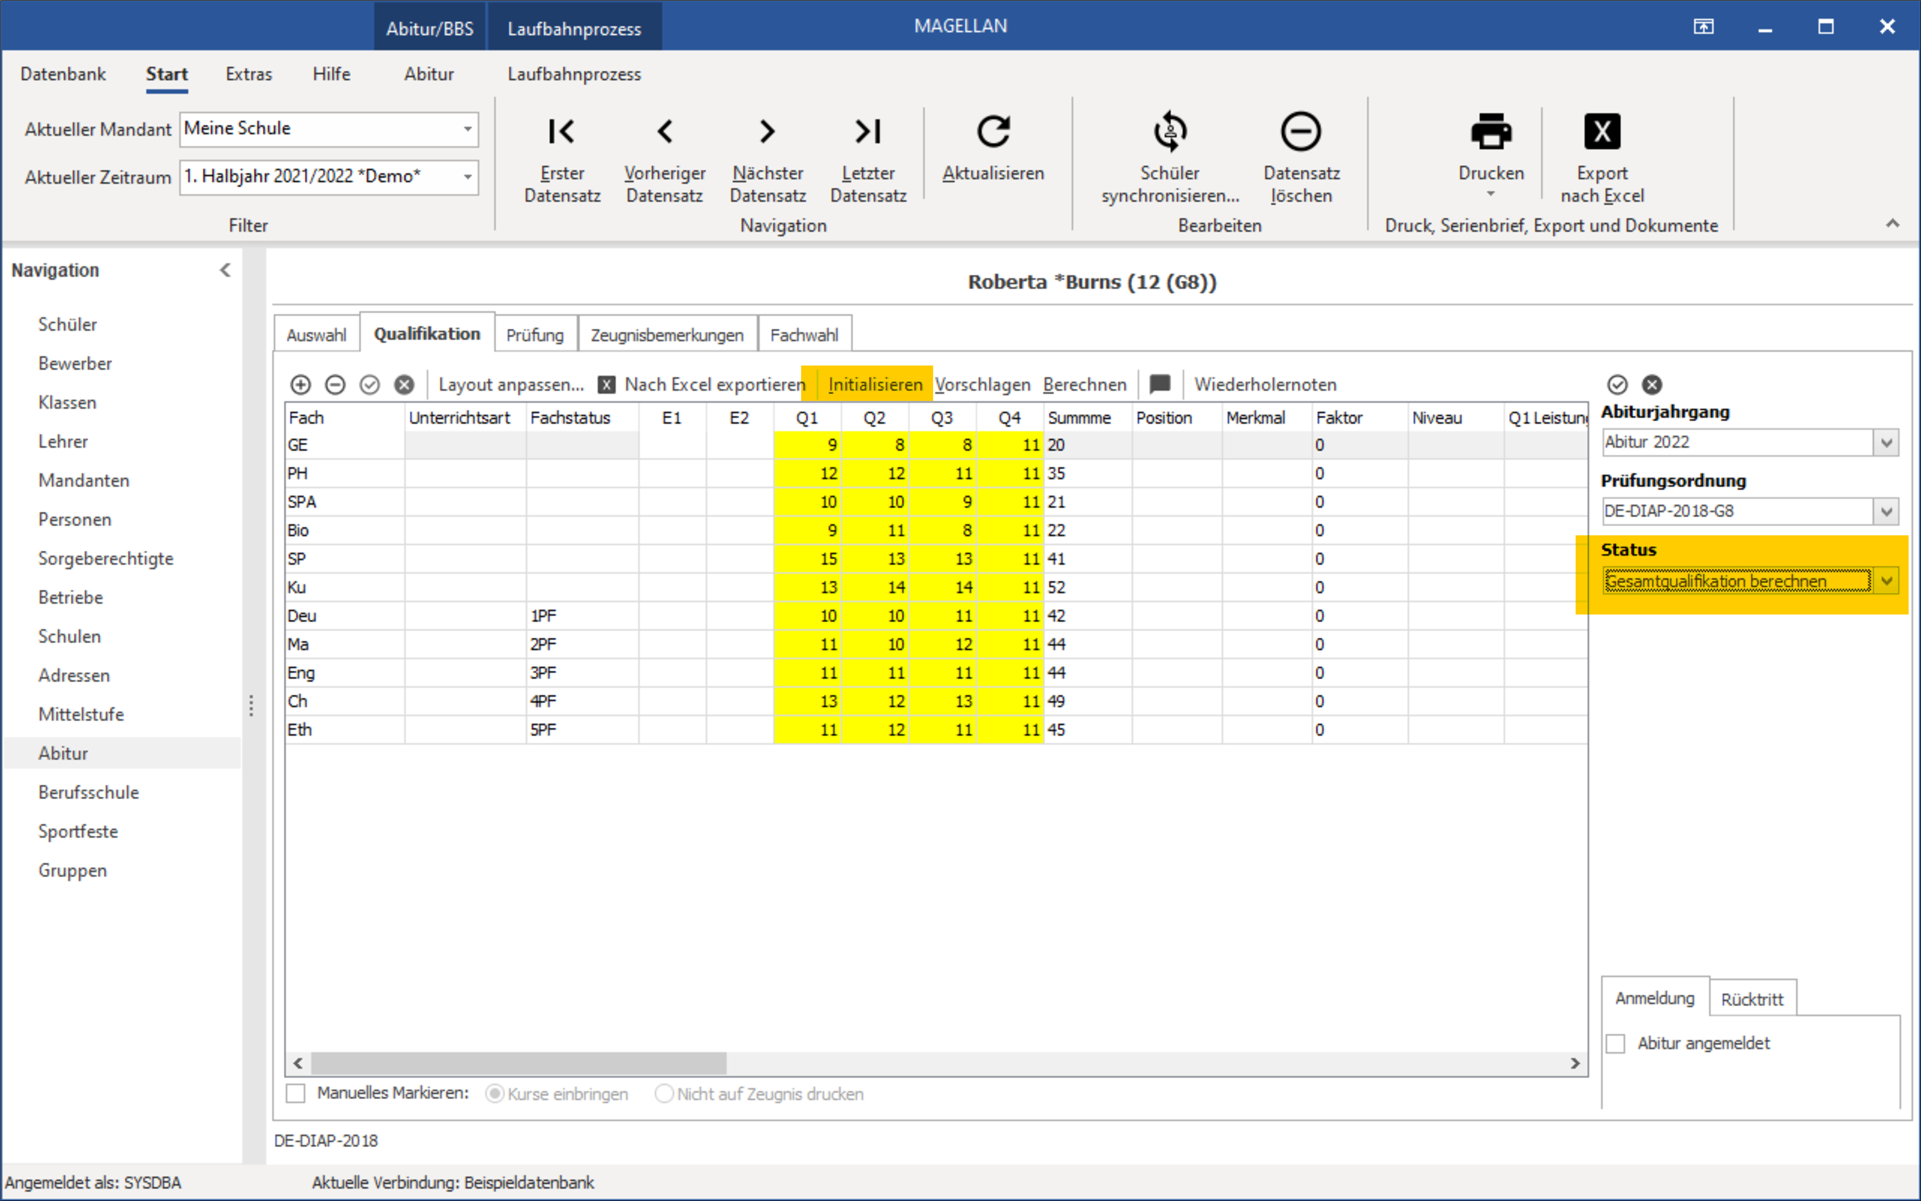 Abitur/BBS Laufbahnprozess MAGELLAN
Datenbank Start Extras Hilfe Abitur Laufbahnprozess
Aktueller Mandant Meine Schule
Aktueller Zeitraum 1. Halbjahr 2021/2022 *Demo*
Filter
Erster Datensatz
Vorheriger Datensatz
Nächster Datensatz
Letzter Datensatz
Aktualisieren
Navigation
Schüler synchronisieren...
Datensatz löschen
Bearbeiten
Drucken
X
Export nach Excel
Druck, Serienbrief, Export und Dokumente
Navigation
Schüler
Bewerber
Klassen
Lehrer
Mandanten
Personen
Sorgeberechtigte
Betriebe
Schulen
Adressen
Mittelstufe
Abitur
Berufsschule
Sportfeste
Gruppen
Roberta *Burns (12 (G8))
Auswahl Qualifikation Prüfung Zeugnisbemerkungen Fachwahl
Layout anpassen... X Nach Excel exportieren Initialisieren Vorschlagen Berechnen Wiederholernoten
Fach Unterrichtsart Fachstatus E1 E2 Q1 Q2 Q3 Q4 Summme Position Merkmal Faktor Niveau Q1 Leistung
GE 9 8 8 11 20 0
PH 12 12 11 11 35 0
SPA 10 10 9 11 21 0
Bio 9 11 8 11 22 0
SP 15 13 13 11 41 0
Ku 13 14 14 11 52 0
Deu 1PF 10 10 11 11 42 0
Ma 2PF 11 10 12 11 44 0
Eng 3PF 11 11 11 11 44 0
Ch 4PF 13 12 13 11 49 0
Eth 5PF 11 12 11 11 45 0
Manuelles Markieren: Kurse einbringen Nicht auf Zeugnis drucken
Abiturjahrgang
Abitur 2022
Prüfungsordnung
DE-DIAP-2018-G8
Status
Gesamtqualifikation berechnen
Anmeldung Rücktritt
Abitur angemeldet
DE-DIAP-2018
Angemeldet als: SYSDBA Aktuelle Verbindung: Beispieldatenbank